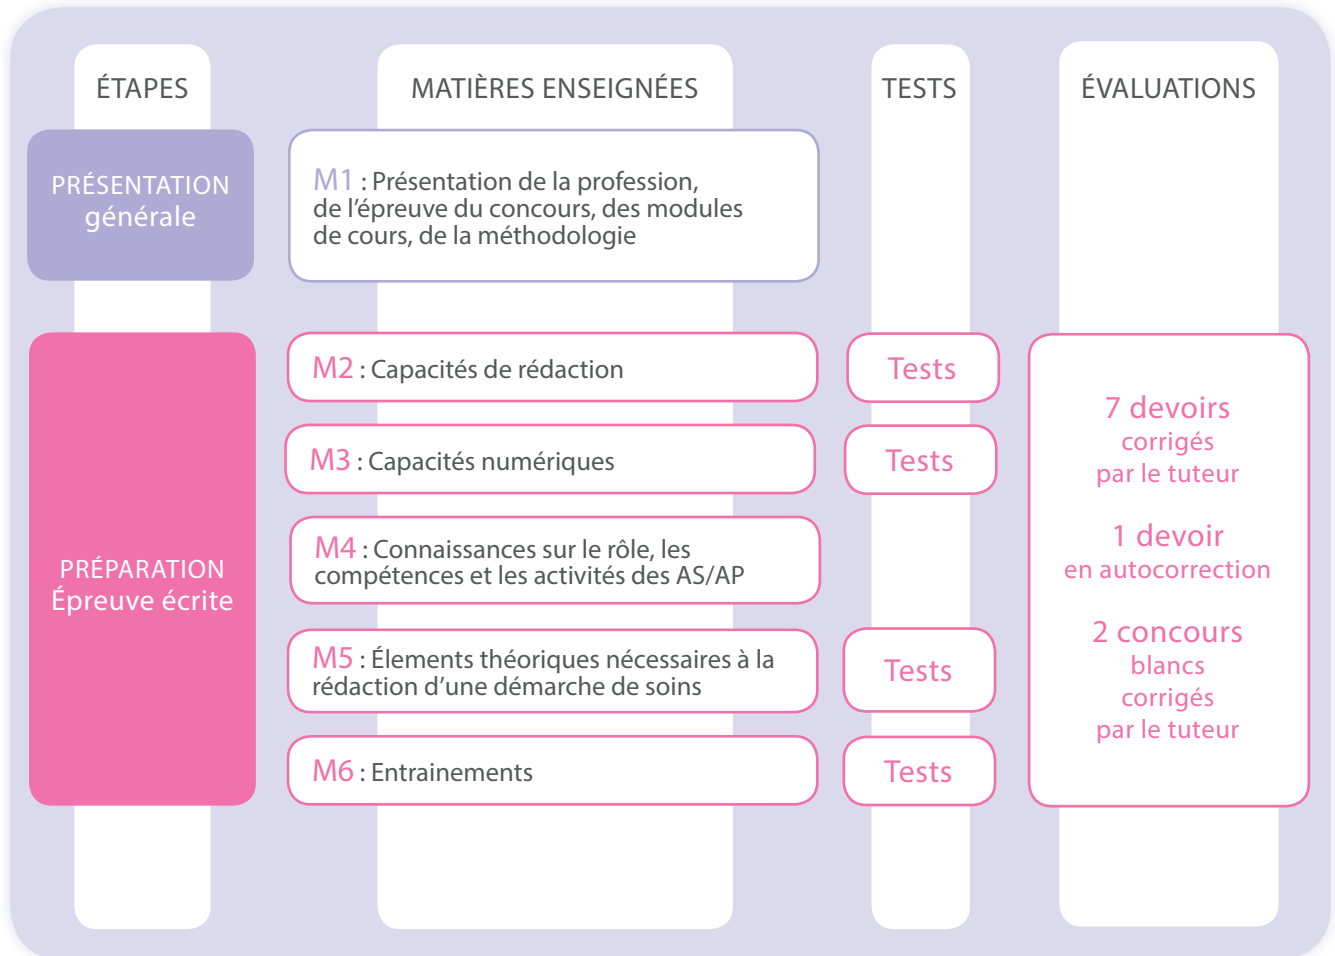 ÉTAPES
MATIÈRES ENSEIGNÉES
TESTS
ÉVALUATIONS
PRÉSENTATION
générale
M1 : Présentation de la profession,
de l'épreuve du concours, des modules
de cours, de la méthodologie
PRÉPARATION
Épreuve écrite
M2 : Capacités de rédaction
Tests
M3 : Capacités numériques
Tests
M4 : Connaissances sur le rôle, les
compétences et les activités des AS/AP
M5 : Élements théoriques nécessaires à la
rédaction d'une démarche de soins
Tests
M6 : Entrainements
Tests
7 devoirs
corrigés
par le tuteur
1 devoir
en autocorrection
2 concours
blancs
corrigés
par le tuteur